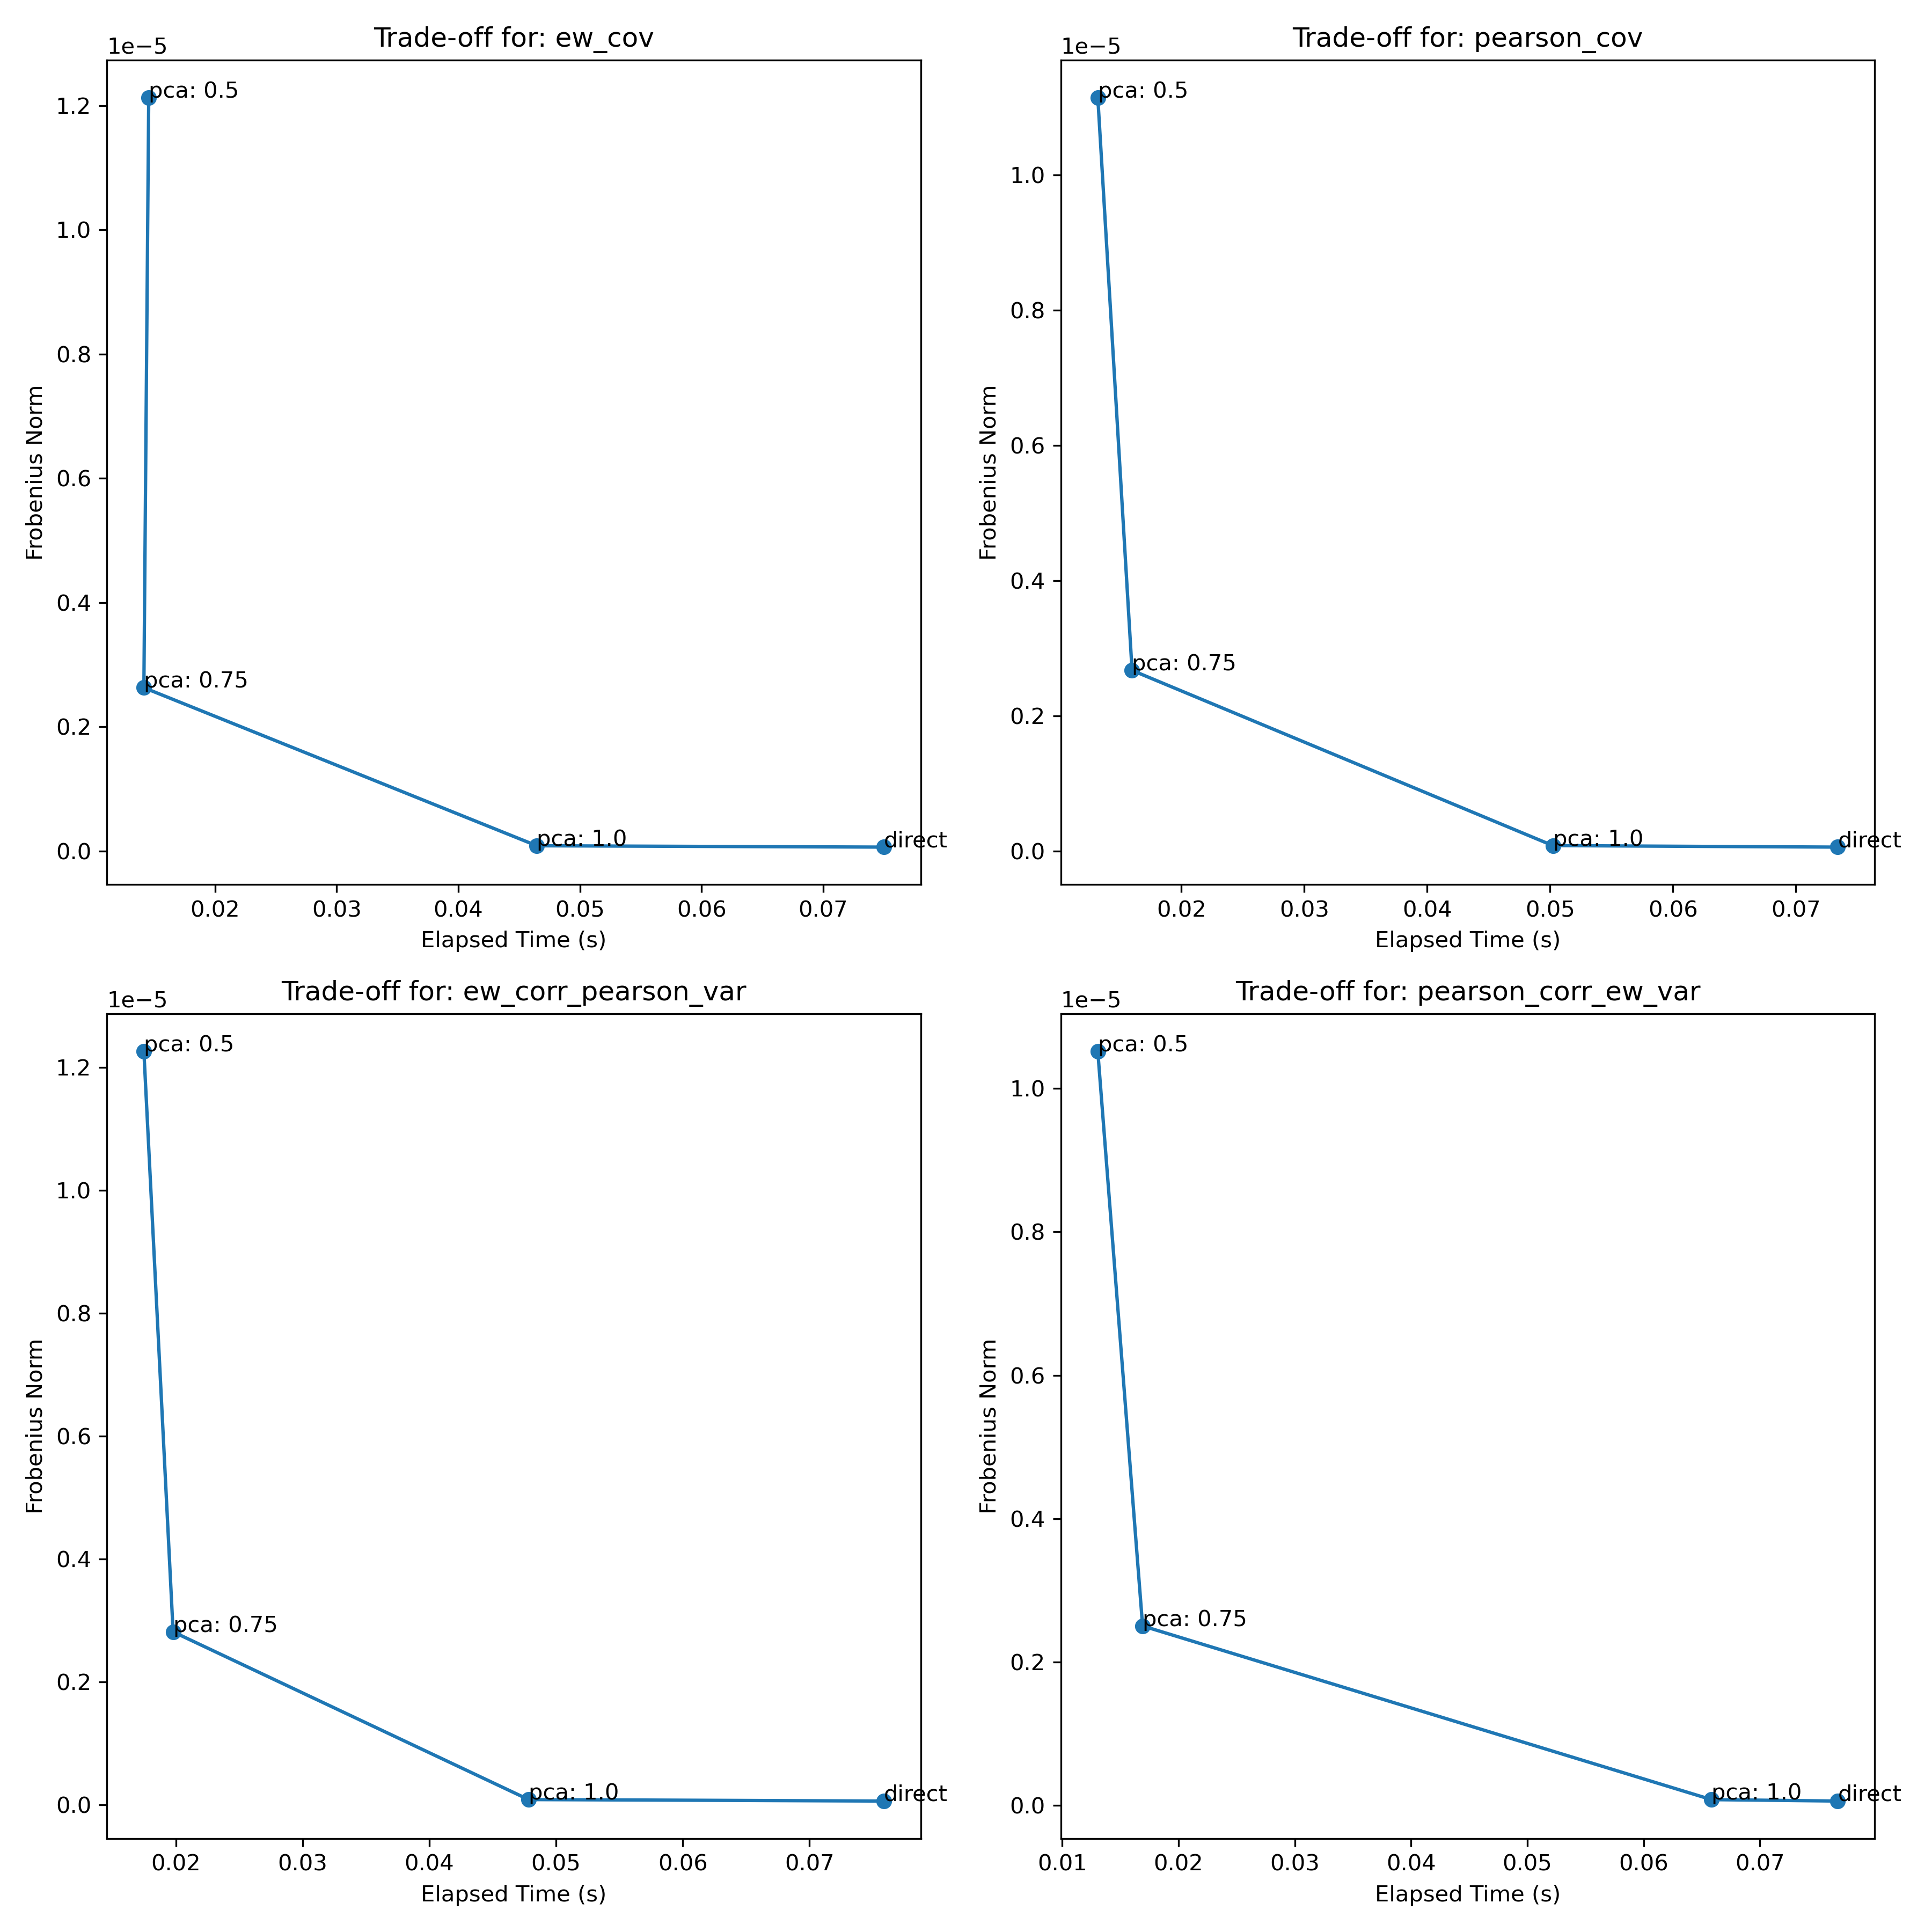 Trade-off for: ew_cov
1e−5
pca: 0.5
1.2
1.0
0.8
Frobenius Norm
0.6
0.4
pca: 0.75
0.2
pca: 1.0
direct
0.0
0.02 0.03 0.04 0.05 0.06 0.07
Elapsed Time (s)
Trade-off for: pearson_cov
1e−5
pca: 0.5
1.0
0.8
Frobenius Norm
0.6
0.4
pca: 0.75
0.2
pca: 1.0
direct
0.0
0.02 0.03 0.04 0.05 0.06 0.07
Elapsed Time (s)
Trade-off for: ew_corr_pearson_var
1e−5
pca: 0.5
1.2
1.0
0.8
Frobenius Norm
0.6
0.4
pca: 0.75
0.2
pca: 1.0
direct
0.0
0.02 0.03 0.04 0.05 0.06 0.07
Elapsed Time (s)
Trade-off for: pearson_corr_ew_var
1e−5
pca: 0.5
1.0
0.8
Frobenius Norm
0.6
0.4
pca: 0.75
0.2
pca: 1.0
direct
0.0
0.01 0.02 0.03 0.04 0.05 0.06 0.07
Elapsed Time (s)